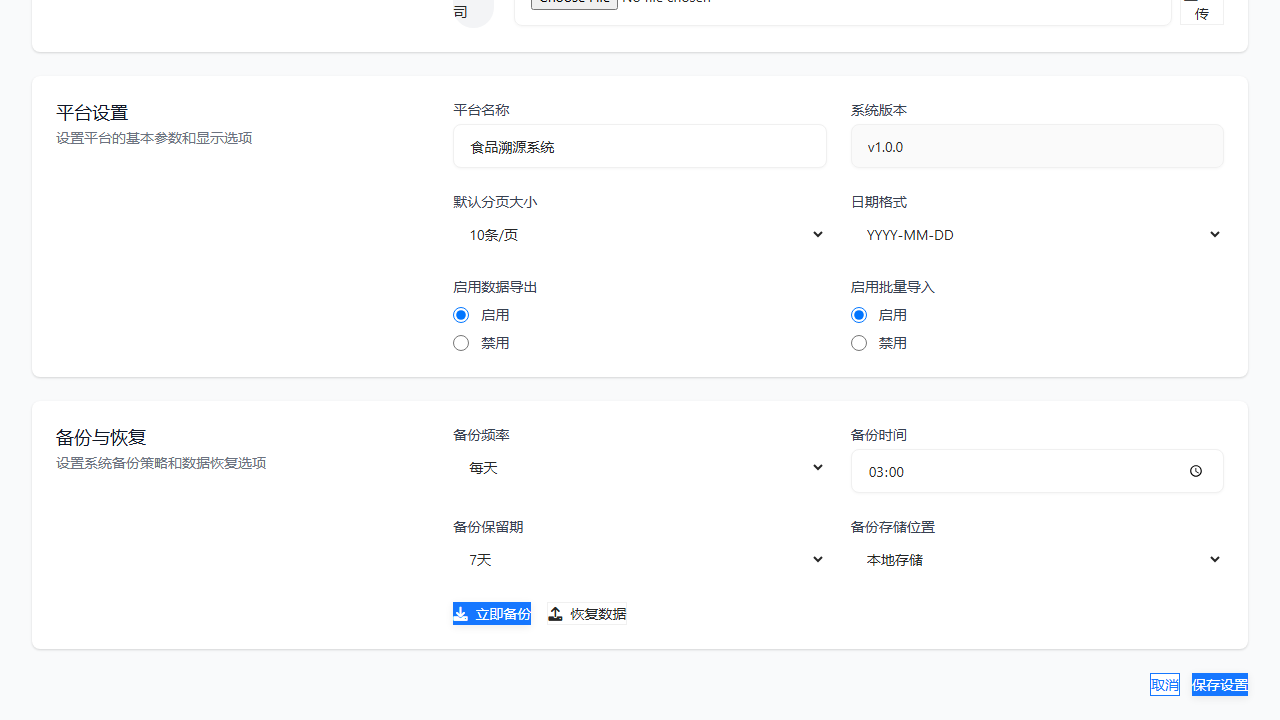 司
Choose File No file chosen
传
平台设置
设置平台的基本参数和显示选项
平台名称
系统版本
食品溯源系统
v1.0.0
默认分页大小
日期格式
10条/页
YYYY-MM-DD
启用数据导出
启用批量导入
启用
启用
禁用
禁用
备份与恢复
设置系统备份策略和数据恢复选项
备份频率
备份时间
每天
03:00
备份保留期
备份存储位置
7天
本地存储
立即备份
恢复数据
取消
保存设置